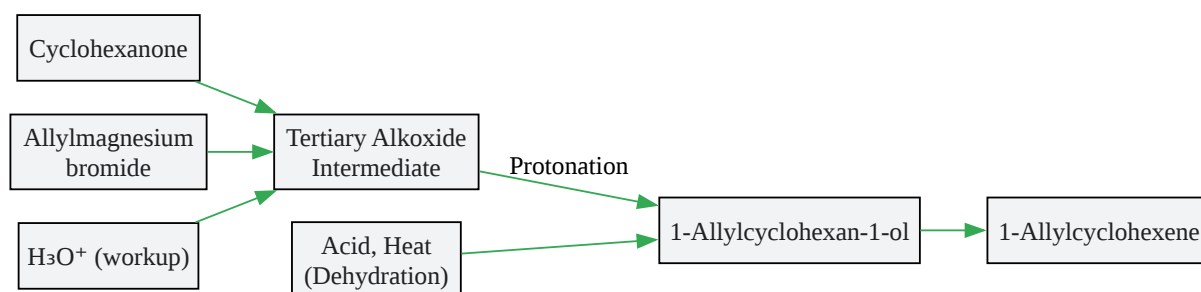 Cyclohexanone
Allylmagnesium
bromide
H₃O⁺ (workup)
Tertiary Alkoxide
Intermediate
Acid, Heat
(Dehydration)
Protonation
1-Allylcyclohexan-1-ol
1-Allylcyclohexene